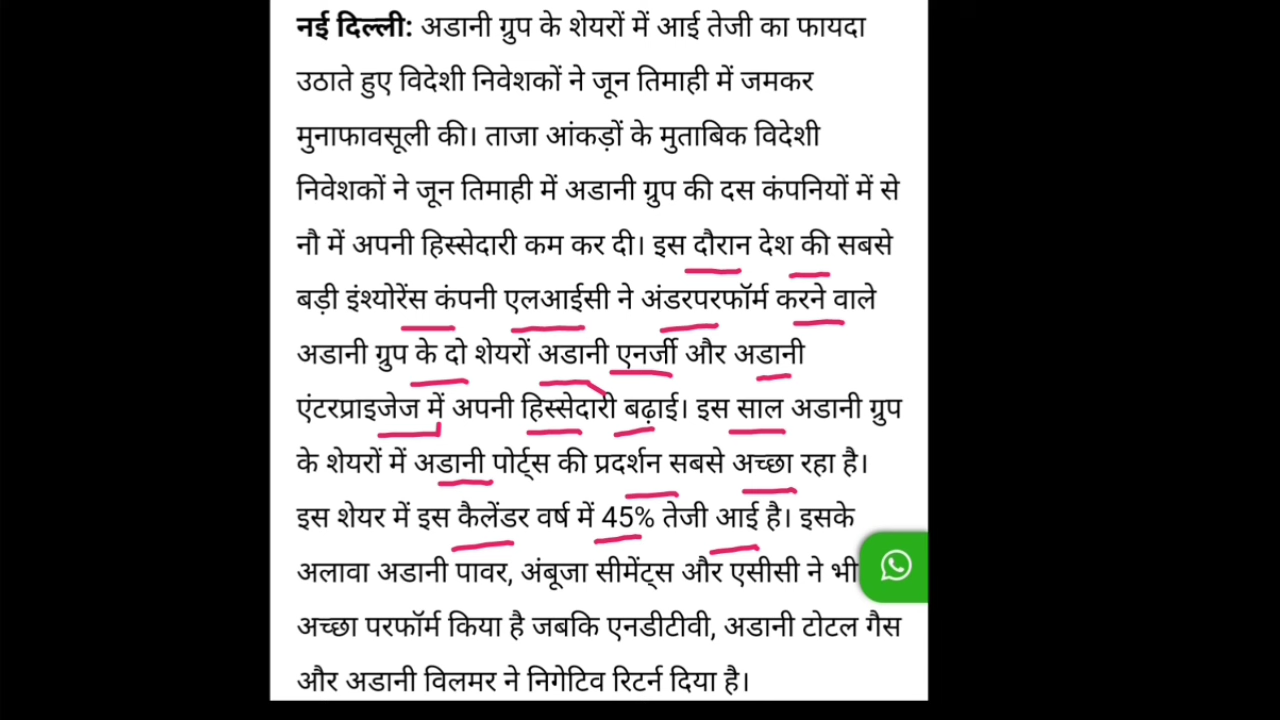 नई दिल्ली: अडानी ग्रुप के शेयरों में आई तेजी का फायदा
उठाते हुए विदेशी निवेशकों ने जून तिमाही में जमकर
मुनाफावसूली की। ताजा आंकड़ों के मुताबिक विदेशी
निवेशकों ने जून तिमाही में अडानी ग्रुप की दस कंपनियों में से
नौ में अपनी हिस्सेदारी कम कर दी। इस दौरान देश की सबसे
बड़ी इंश्योरेंस कंपनी एलआईसी ने अंडरपरफॉर्म करने वाले
अडानी ग्रुप के दो शेयरों अडानी एनर्जी और अडानी
एंटरप्राइजेज में अपनी हिस्सेदारी बढ़ाई। इस साल अडानी ग्रुप
के शेयरों में अडानी पोर्ट्स की प्रदर्शन सबसे अच्छा रहा है।
इस शेयर में इस कैलेंडर वर्ष में 45% तेजी आई है। इसके
अलावा अडानी पावर, अंबूजा सीमेंट्स और एसीसी ने भी
अच्छा परफॉर्म किया है जबकि एनडीटीवी, अडानी टोटल गैस
और अडानी विलमर ने निगेटिव रिटर्न दिया है।